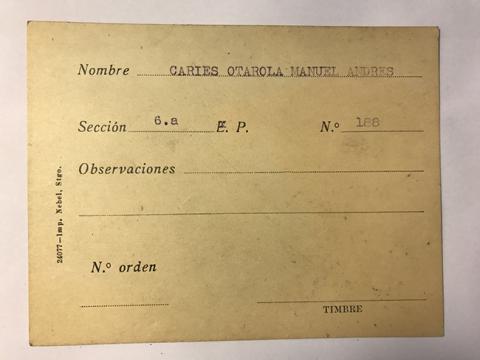 Nombre CARIES OTAROLA MANUEL ANDRES
Sección 6.a E. P. N.º 188
Observaciones
N.º orden
TIMBRE
24077—Imp. Nebel, Stgo.